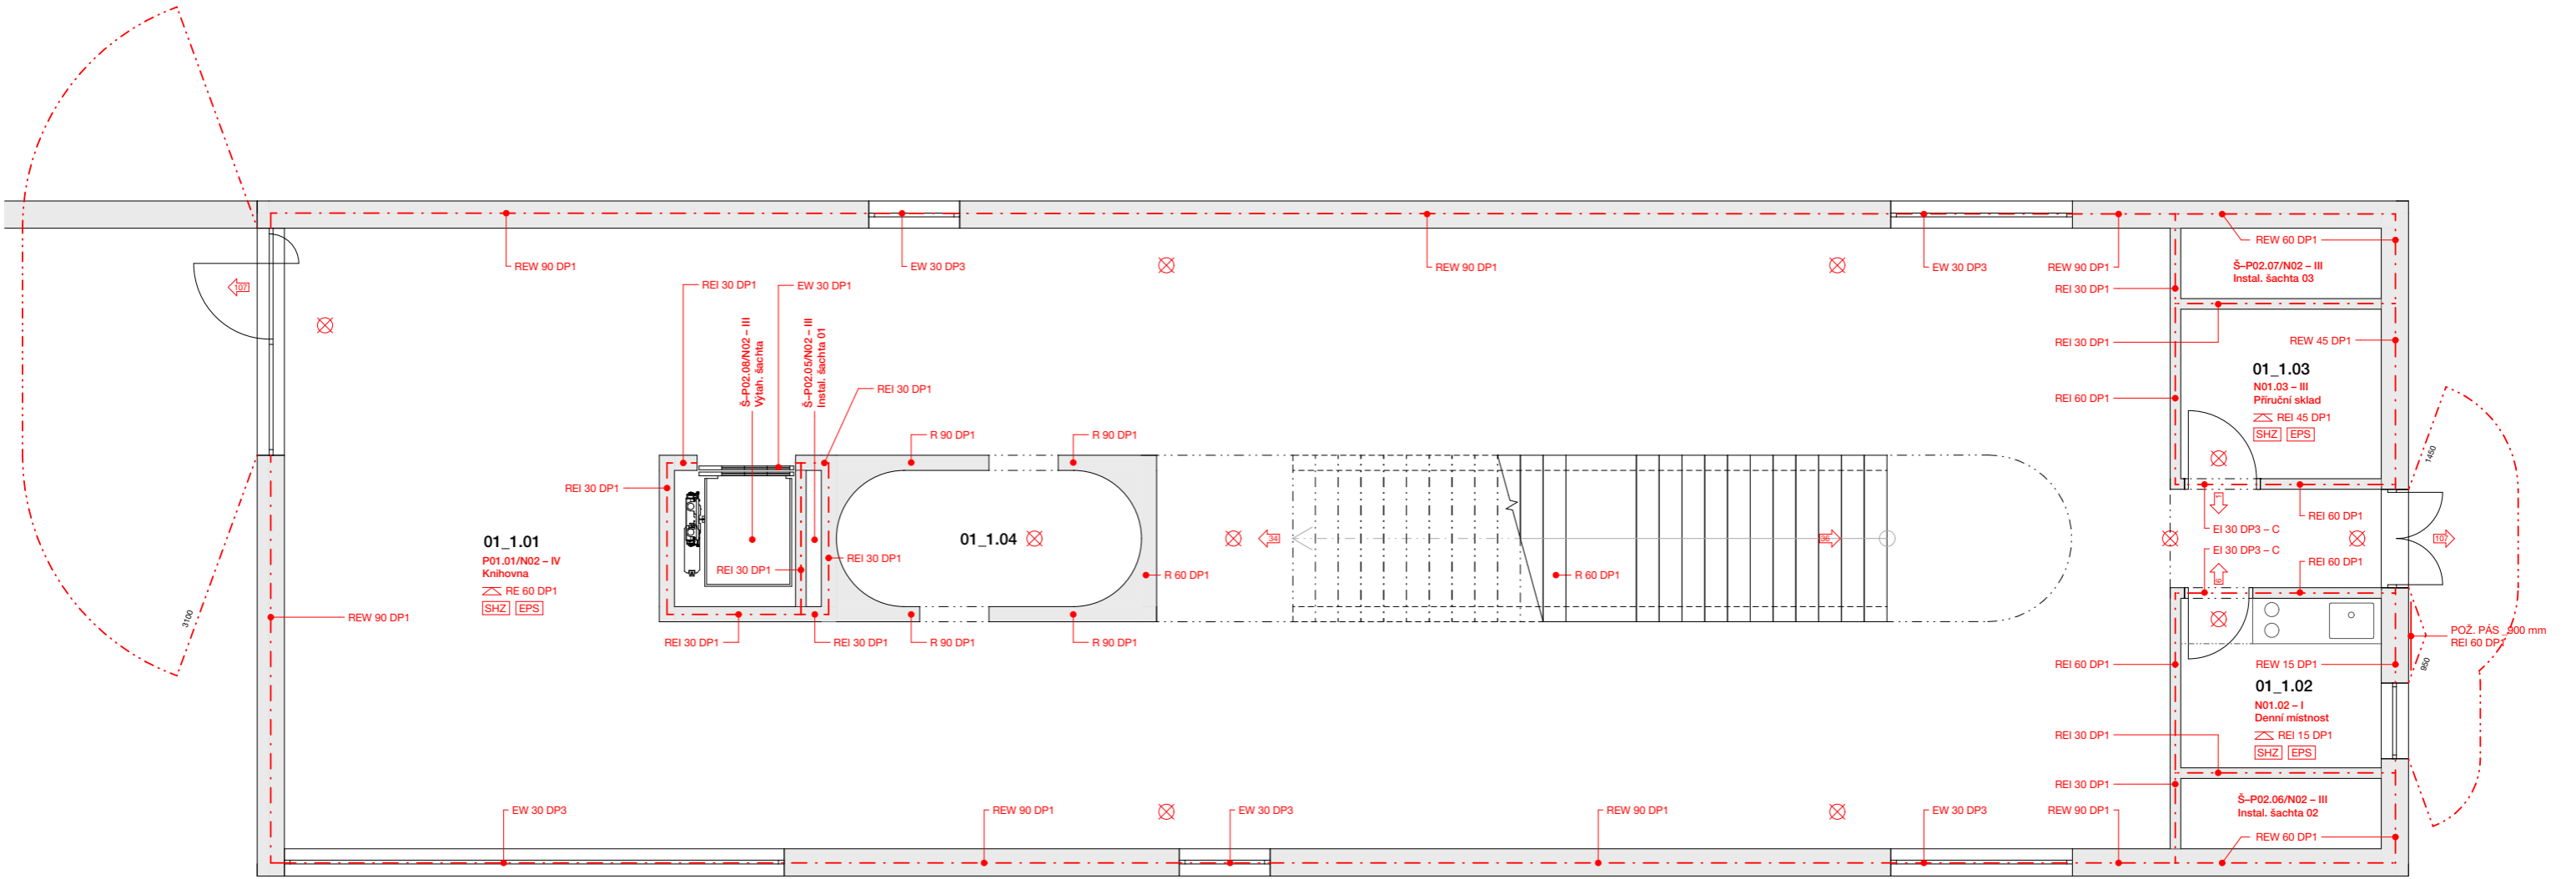 REW 90 DP1
EW 30 DP3
REW 90 DP1
EW 30 DP3
REW 90 DP1
REW 60 DP1
Š–P02.07/N02 – III
Instal. šachta 03
107
REI 30 DP1
EW 30 DP1
REI 30 DP1
Š–P02.08/N02 – III
Výtah. šachta
Š–P02.05/N02 – III
Instal. šachta 01
REI 30 DP1
REI 30 DP1
REW 45 DP1
01_1.03
N01.03 – III
Příruční sklad
REI 45 DP1
SHZ EPS
REI 60 DP1
R 90 DP1
R 90 DP1
1450
REI 30 DP1
REI 60 DP1
EI 30 DP3 – C
01_1.01
P01.01/N02 – IV
Knihovna
RE 60 DP1
SHZ EPS
01_1.04
34
36
107
EI 30 DP3 – C
REI 60 DP1
REI 30 DP1
REI 30 DP1
R 60 DP1
R 60 DP1
6
3100
REW 90 DP1
REI 30 DP1
REI 30 DP1
R 90 DP1
R 90 DP1
POŽ. PÁS _900 mm
REI 60 DP1
950
REI 60 DP1
REW 15 DP1
01_1.02
N01.02 – I
Denní místnost
REI 15 DP1
SHZ EPS
REI 30 DP1
REI 30 DP1
Š–P02.06/N02 – III
Instal. šachta 02
EW 30 DP3
REW 90 DP1
EW 30 DP3
REW 90 DP1
EW 30 DP3
REW 90 DP1
REW 60 DP1